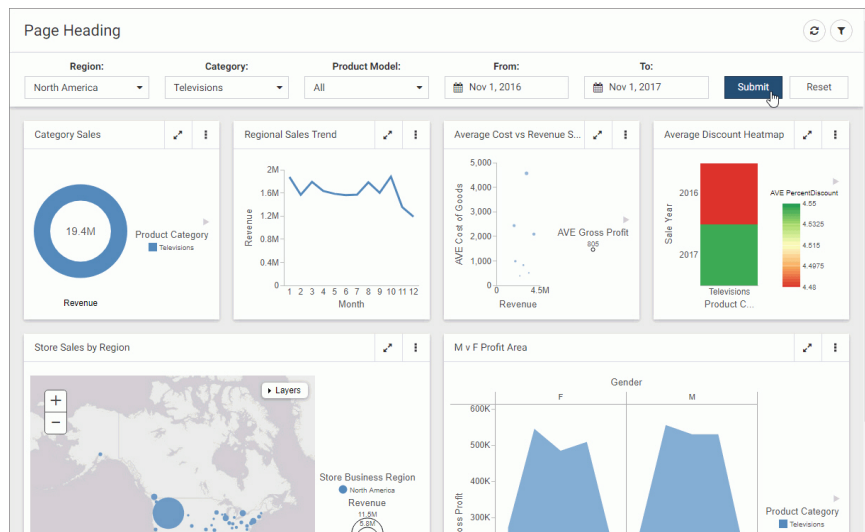 Page Heading
Region: Category: Product Model: From: To:
North America Televisions All Nov 1, 2016 Nov 1, 2017 Submit Reset
Category Sales
19.4M
Product Category
Televisions
Revenue
Regional Sales Trend
2M
1.6M
1.2M
0.8M
0.4M
0
Revenue
1 2 3 4 5 6 7 8 9 10 11 12
Month
Average Cost vs Revenue S...
5,000
4,000
3,000
2,000
1,000
0
AVE Cost of Goods
0 4.5M
Revenue
AVE Gross Profit
805
Average Discount Heatmap
2016
2017
Sale Year
Televisions
Product C...
AVE PercentDiscount
4.55
4.5325
4.515
4.4975
4.48
Store Sales by Region
+
−
Layers
Store Business Region
North America
Revenue
11.5M
5.8M
M v F Profit Area
Gender
F M
600K
500K
400K
300K
Product Category
Televisions